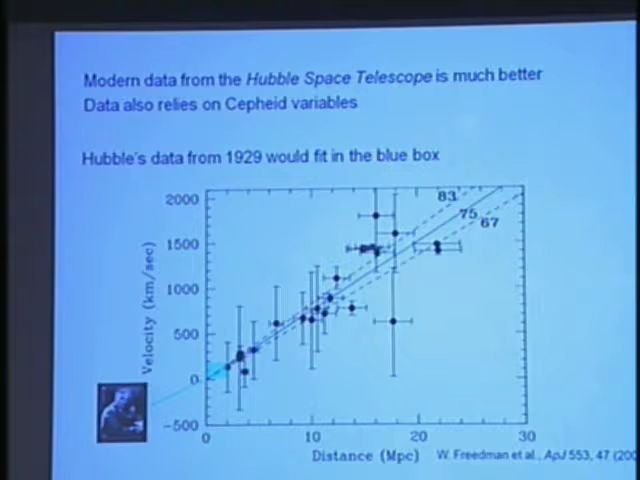 Modern data from the Hubble Space Telescope is much better
Data also relies on Cepheid variables
Hubble's data from 1929 would fit in the blue box
2000
1500
1000
500
0
-500
Velocity (km/sec)
83
75
67
0
10
20
30
Distance (Mpc)
W. Freedman et al., ApJ 553, 47 (200